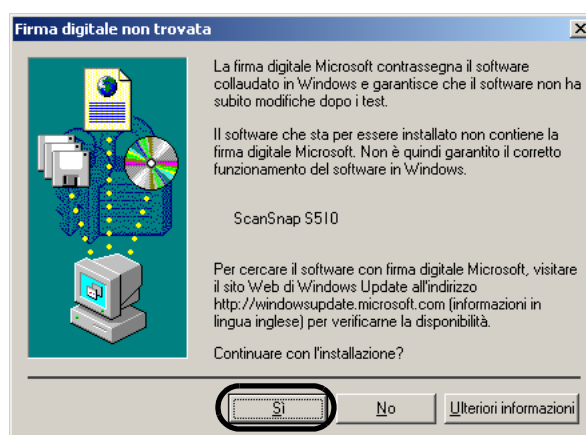 Firma digitale non trovata
La firma digitale Microsoft contrassegna il software
collaudato in Windows e garantisce che il software non ha
subito modifiche dopo i test.
Il software che sta per essere installato non contiene la
firma digitale Microsoft. Non è quindi garantito il corretto
funzionamento del software in Windows.
ScanSnap S510
Per cercare il software con firma digitale Microsoft, visitare
il sito Web di Windows Update all'indirizzo
http://windowsupdate.microsoft.com (informazioni in
lingua inglese) per verificarne la disponibilità.
Continuare con l'installazione?
Sì No Ulteriori informazioni